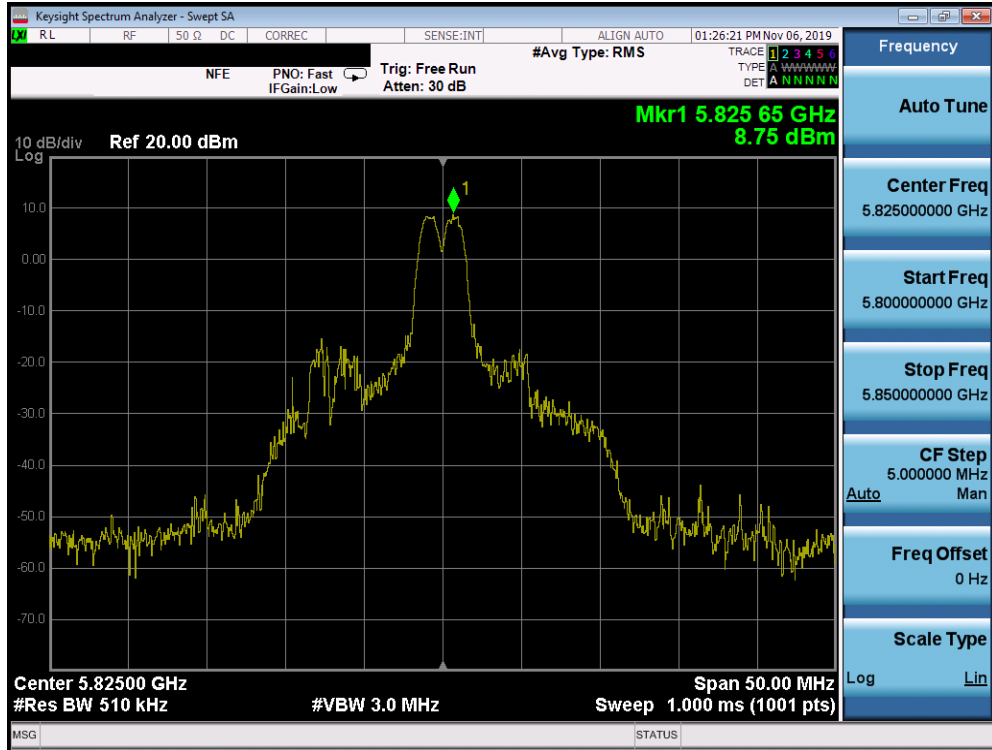 Keysight Spectrum Analyzer - Swept SA
LXI RL RF 50 Ω DC CORREC SENSE:INT ALIGN AUTO 01:26:21 PM Nov 06, 2019
NFE PNO: Fast Trig: Free Run #Avg Type: RMS TRACE 1 2 3 4 5 6
IFGain:Low Atten: 30 dB TYPE A WWWWW
DET A N N N N N
Mkr1 5.825 65 GHz
8.75 dBm
10 dB/div Ref 20.00 dBm
Log
1
10.0
0.00
-10.0
-20.0
-30.0
-40.0
-50.0
-60.0
-70.0
Center 5.82500 GHz Span 50.00 MHz
#Res BW 510 kHz #VBW 3.0 MHz Sweep 1.000 ms (1001 pts)
MSG STATUS
Frequency
Auto Tune
Center Freq
5.825000000 GHz
Start Freq
5.800000000 GHz
Stop Freq
5.850000000 GHz
CF Step
5.000000 MHz
Auto Man
Freq Offset
0 Hz
Scale Type
Log Lin